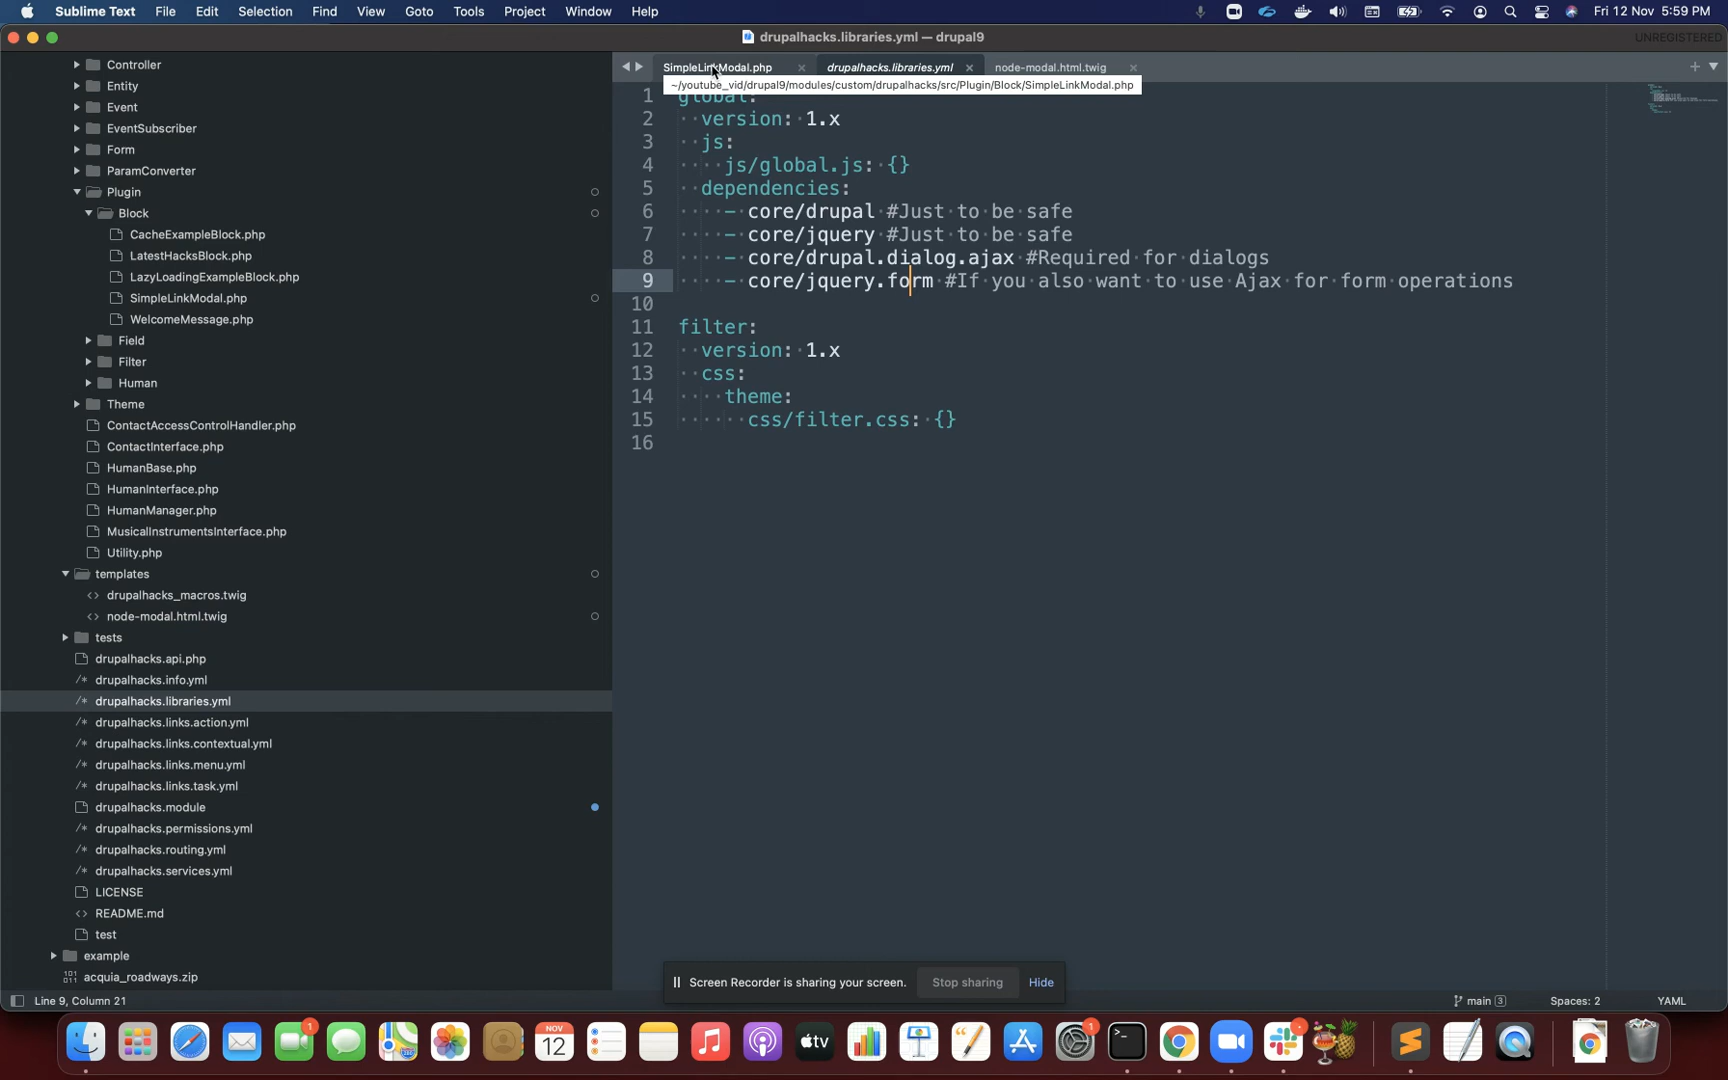 Sublime Text File Edit Selection Find View Goto Tools Project Window Help Fri 12 Nov 5:59 PM
drupalhacks.libraries.yml — drupal9 UNREGISTERED
SimpleLinkModal.php drupalhacks.libraries.yml node-modal.html.twig
~/youtube_vid/drupal9/modules/custom/drupalhacks/src/Plugin/Block/SimpleLinkModal.php
Controller
Entity
Event
EventSubscriber
Form
ParamConverter
Plugin
Block
CacheExampleBlock.php
LatestHacksBlock.php
LazyLoadingExampleBlock.php
SimpleLinkModal.php
WelcomeMessage.php
Field
Filter
Human
Theme
ContactAccessControlHandler.php
ContactInterface.php
HumanBase.php
HumanInterface.php
HumanManager.php
MusicalInstrumentsInterface.php
Utility.php
templates
<> drupalhacks_macros.twig
<> node-modal.html.twig
tests
drupalhacks.api.php
/* drupalhacks.info.yml
/* drupalhacks.libraries.yml
/* drupalhacks.links.action.yml
/* drupalhacks.links.contextual.yml
/* drupalhacks.links.menu.yml
/* drupalhacks.links.task.yml
drupalhacks.module
/* drupalhacks.permissions.yml
/* drupalhacks.routing.yml
/* drupalhacks.services.yml
LICENSE
<> README.md
test
example
acquia_roadways.zip
1 global:
2 version: 1.x
3 js:
4 js/global.js: {}
5 dependencies:
6 - core/drupal #Just to be safe
7 - core/jquery #Just to be safe
8 - core/drupal.dialog.ajax #Required for dialogs
9 - core/jquery.form #If you also want to use Ajax for form operations
10
11 filter:
12 version: 1.x
13 css:
14 theme:
15 css/filter.css: {}
16
Screen Recorder is sharing your screen. Stop sharing Hide
Line 9, Column 21 main 3 Spaces: 2 YAML
1 NOV 12 tv 1